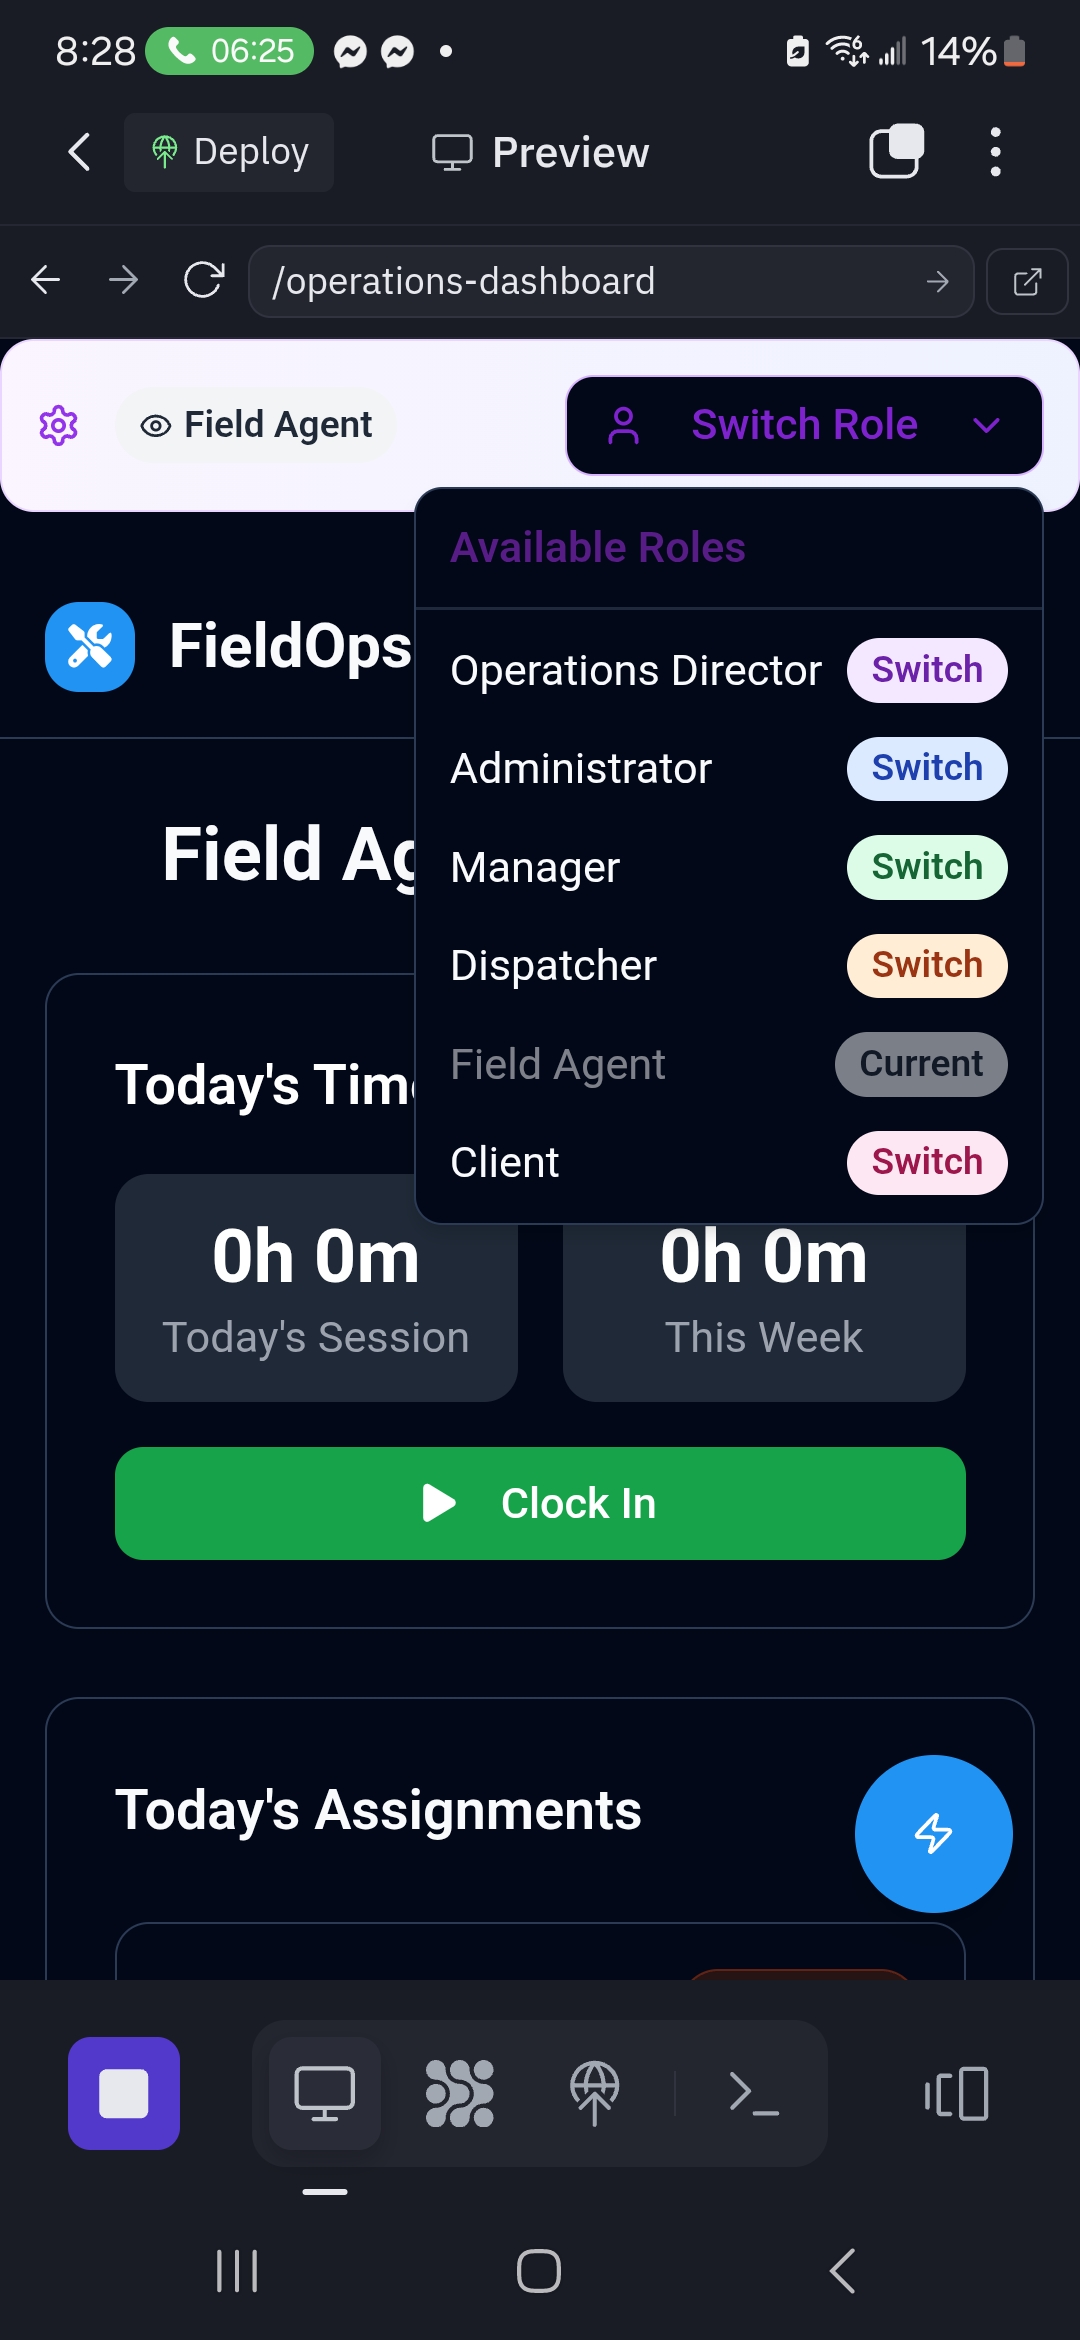 8:28 06:25 14%
Deploy Preview
/operations-dashboard
Field Agent Switch Role
Available Roles
FieldOps
Operations Director Switch
Administrator Switch
Manager Switch
Dispatcher Switch
Field Agent Current
Client Switch
Field Ag
Today's Time
0h 0m 0h 0m
Today's Session This Week
Clock In
Today's Assignments